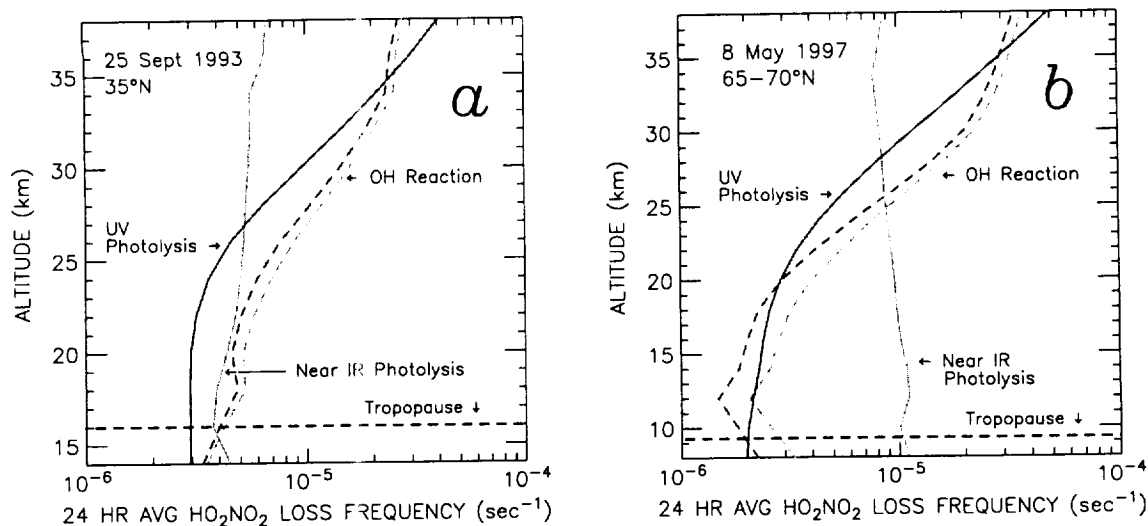 25 Sept 1993
35°N
a
35
30
25
20
15
ALTITUDE (km)
OH Reaction
UV
Photolysis →
← Near IR Photolysis
Tropopause ↓
10⁻⁶
10⁻⁵
10⁻⁴
24 HR AVG HO₂NO₂ LOSS FREQUENCY (sec⁻¹)
8 May 1997
65–70°N
b
35
30
25
20
15
10
ALTITUDE (km)
← OH Reaction
UV
Photolysis →
← Near IR
Photolysis
Tropopause ↓
10⁻⁶
10⁻⁵
10⁻⁴
24 HR AVG HO₂NO₂ LOSS FREQUENCY (sec⁻¹)